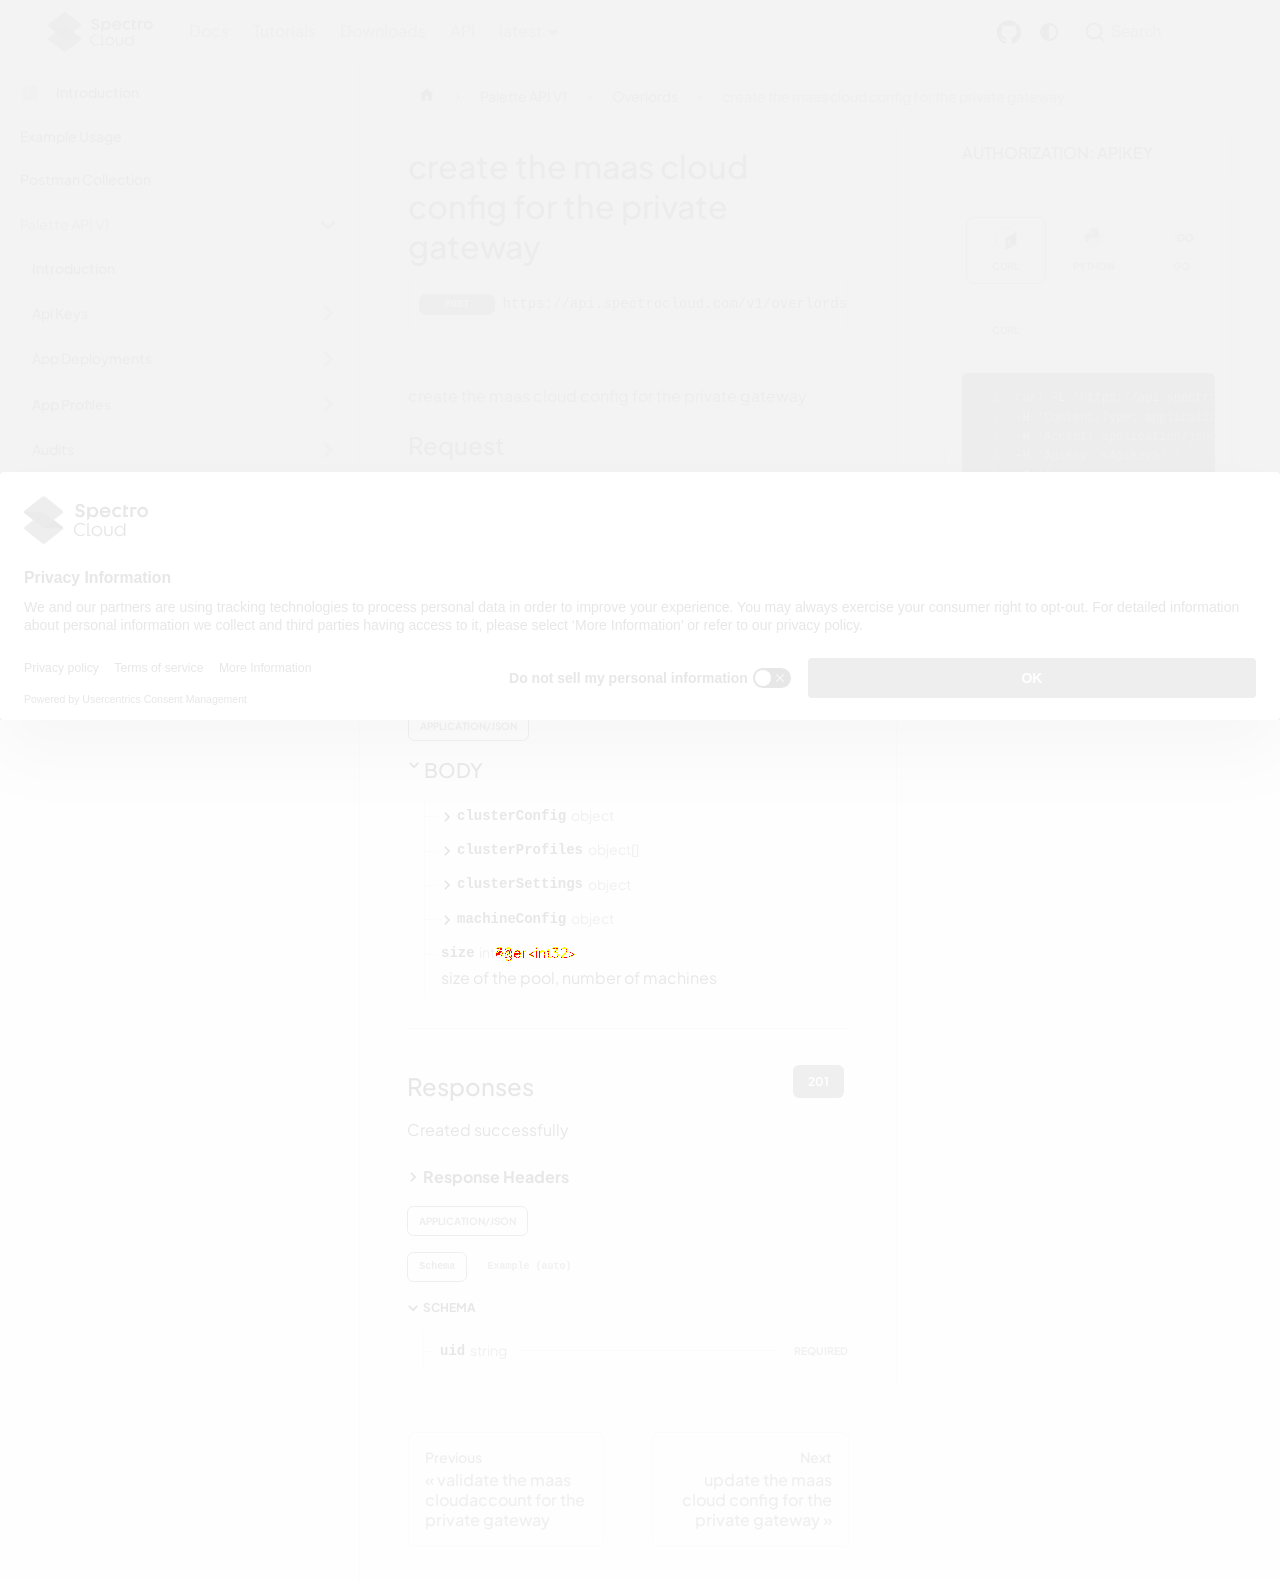 Spectro Cloud
Docs Tutorials Downloads API latest
Search
Introduction
Example Usage
Postman Collection
Palette API V1
Introduction
Api Keys
App Deployments
App Profiles
Audits
Palette API V1 Overlords create the maas cloud config for the private gateway
create the maas cloud
config for the private
gateway
POST https://api.spectrocloud.com/v1/overlords
create the maas cloud config for the private gateway
Request
AUTHORIZATION: APIKEY
CURL PYTHON GO
CURL
Spectro
Cloud
Privacy Information
We and our partners are using tracking technologies to process personal data in order to improve your experience. You may always exercise your consumer right to opt-out. For detailed information
about personal information we collect and third parties having access to it, please select 'More Information' or refer to our privacy policy.
Privacy policy Terms of service More Information
Do not sell my personal information
OK
Powered by Usercentrics Consent Management
APPLICATION/JSON
BODY
clusterConfig object
clusterProfiles object[]
clusterSettings object
machineConfig object
size
size of the pool, number of machines
Responses
201
Created successfully
Response Headers
APPLICATION/JSON
Schema Example (auto)
SCHEMA
uid string REQUIRED
Previous
« validate the maas
cloudaccount for the
private gateway
Next
update the maas
cloud config for the
private gateway »